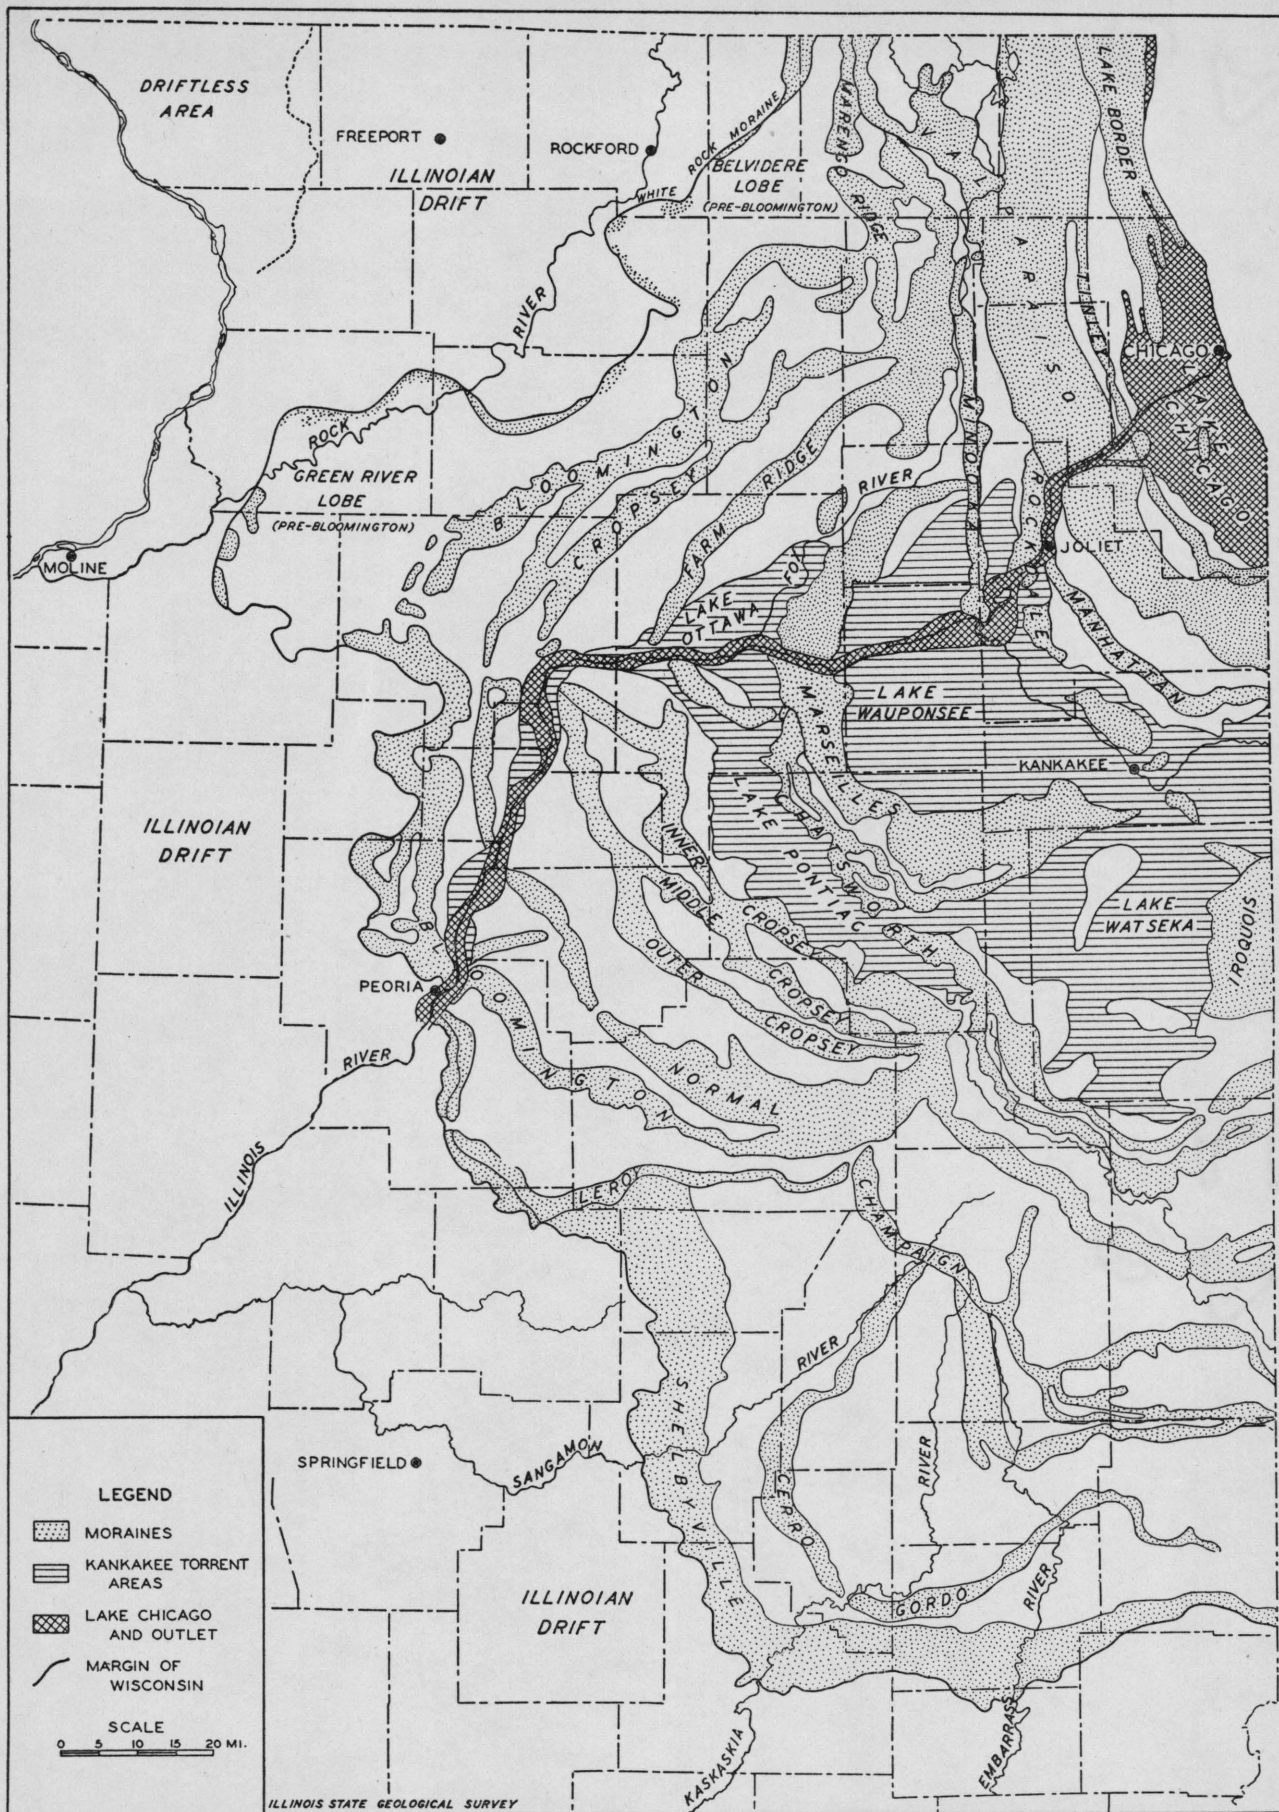 DRIFTLESS
AREA
FREEPORT
ROCKFORD
ILLINOIAN
DRIFT
WHITE ROCK MORAINE
BELVIDERE
LOBE
(PRE-BLOOMINGTON)
MARENGO RIDGE
VALPARAISO
LAKE BORDER
TINLEY
CHICAGO
LAKE
CHICAGO
RIVER
ROCK
GREEN RIVER
LOBE
(PRE-BLOOMINGTON)
BLOOMINGTON
CROPSEY
FARM RIDGE
FOX RIVER
MINOOKA
ROCKDALE
JOLIET
MANHATTAN
MOLINE
LAKE
OTTAWA
LAKE
WAUPONSEE
MARSEILLES
KANKAKEE
ILLINOIAN
DRIFT
LAKE PONTIAC
CHATSWORTH
INNER CROPSEY
MIDDLE CROPSEY
OUTER CROPSEY
LAKE
WATSEKA
IROQUOIS
PEORIA
BLOOMINGTON
NORMAL
ILLINOIS RIVER
LEROY
CHAMPAIGN
SHELBYVILLE
RIVER
SPRINGFIELD
SANGAMON
CERRO GORDO
RIVER
RIVER
ILLINOIAN
DRIFT
KASKASKIA
EMBARRASS
LEGEND
MORAINES
KANKAKEE TORRENT
AREAS
LAKE CHICAGO
AND OUTLET
MARGIN OF
WISCONSIN
SCALE
0 5 10 15 20 MI.
ILLINOIS STATE GEOLOGICAL SURVEY